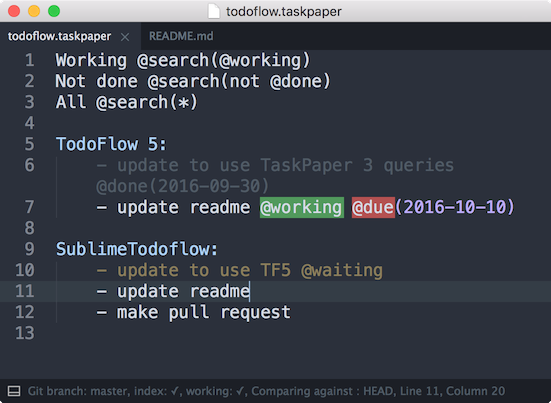 todoflow.taskpaper
todoflow.taskpaper × README.md
1 Working @search(@working)
2 Not done @search(not @done)
3 All @search(*)
4
5 TodoFlow 5:
6 - update to use TaskPaper 3 queries
@done(2016-09-30)
7 - update readme @working @due(2016-10-10)
8
9 SublimeTodoflow:
10 - update to use TF5 @waiting
11 - update readme
12 - make pull request
13
Git branch: master, index: ✓, working: ✓, Comparing against : HEAD, Line 11, Column 20